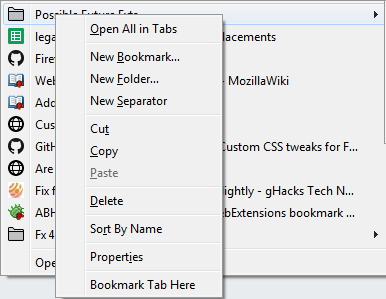 Possible Future Exts
lega lacements
Firef
Web - MozillaWiki
Add
Cus
GitH Custom CSS tweaks for F...
Are
Fix f lightly - gHacks Tech N...
ABH ebExtensions bookmark ...
Fx 4
Ope
Open All in Tabs
New Bookmark...
New Folder...
New Separator
Cut
Copy
Paste
Delete
Sort By Name
Properties
Bookmark Tab Here